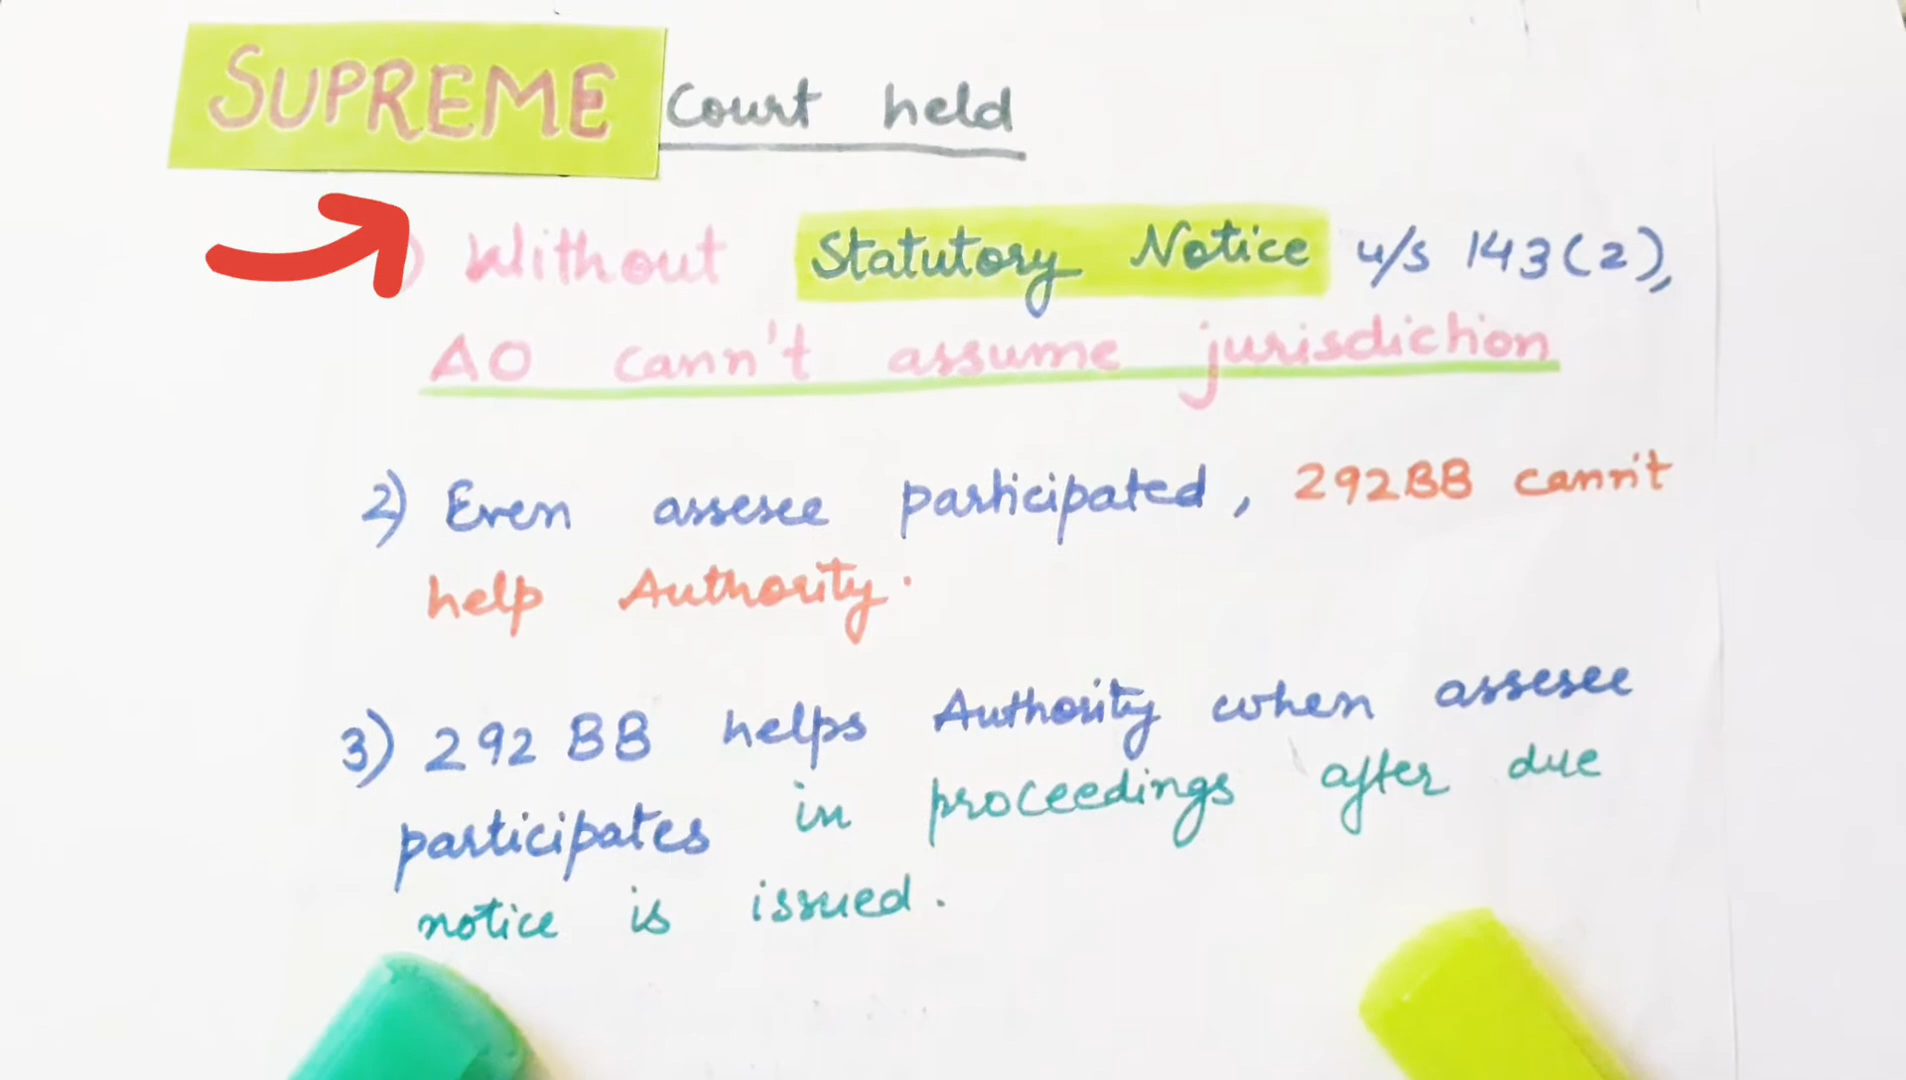 SUPREME Court held
) Without Statutory Notice u/s 143(2),
AO cann't assume jurisdiction
2) Even assesee participated, 292BB cann't
help Authority.
3) 292 BB helps Authority when assesee
participates in proceedings after due
notice is issued.